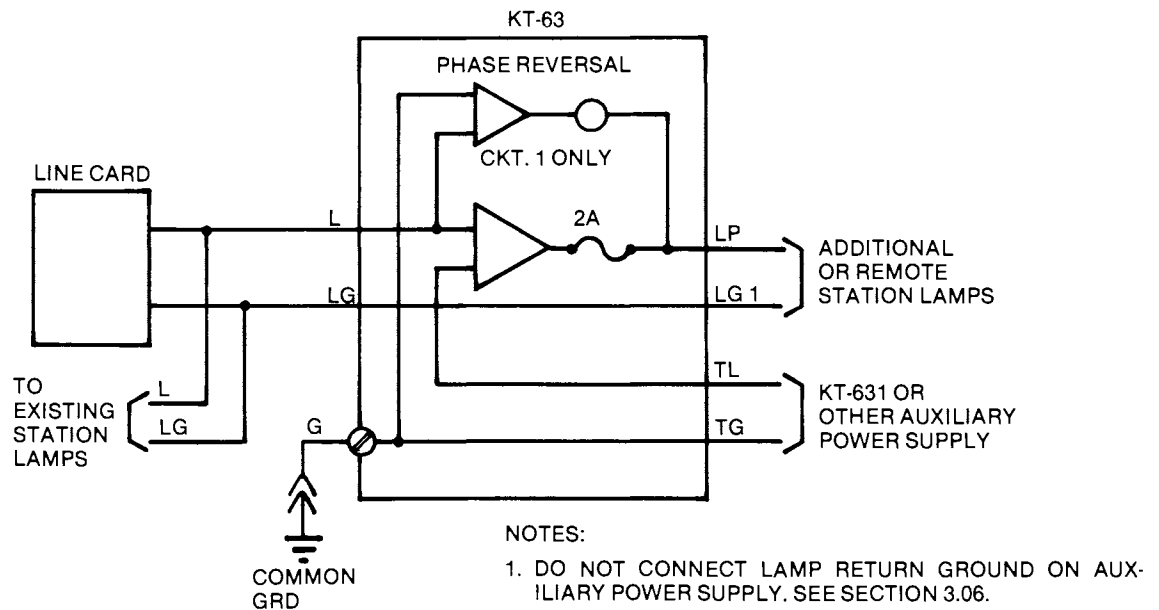 KT-63
PHASE REVERSAL
CKT. 1 ONLY
LINE CARD
L
2A
LP
ADDITIONAL
OR REMOTE
STATION LAMPS
LG
LG 1
TO
EXISTING
STATION
LAMPS
L
LG
TL
KT-631 OR
OTHER AUXILIARY
POWER SUPPLY
G
TG
COMMON
GRD
NOTES:
1. DO NOT CONNECT LAMP RETURN GROUND ON AUX-
ILIARY POWER SUPPLY. SEE SECTION 3.06.